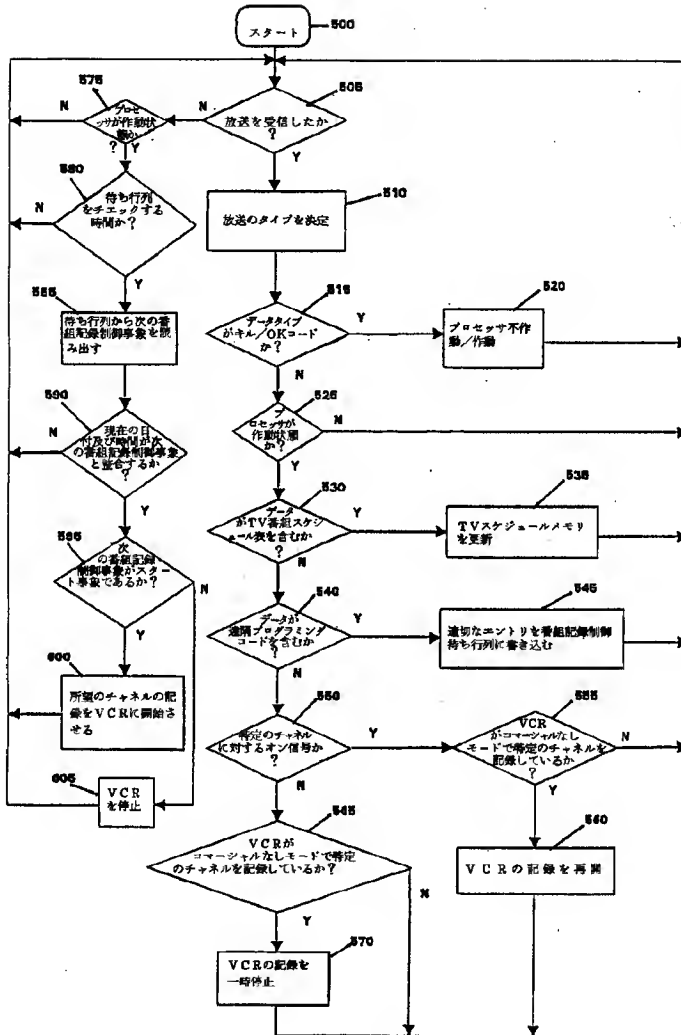 500
スタート
575
プロセ
ッサが作動状
態か
?
N
Y
N
505
放送を受信したか
?
Y
580
待ち行列
をチェックする
時間か?
N
Y
510
放送のタイプを決定
585
待ち行列から次の番
組記録制御事象を読
み出す
515
データタイプ
がキル/OKコード
か?
Y
N
520
プロセッサ不作
動/作動
590
現在の日
付及び時間が次
の番組記録制御事象
と整合するか
?
N
Y
525
プ
ロセッサが
作動状態
か?
N
Y
530
データ
がTV番組スケジ
ュール表を含むか
?
Y
N
535
TVスケジュールメモリ
を更新
595
次
の番組記録
制御事象がスタ
ート事象であるか?
N
Y
540
データが
遠隔プログラミング
コードを含むか
Y
N
545
適切なエントリを番組記録制御
待ち行列に書き込む
600
所望のチャネルの記
録をVCRに開始さ
せる
550
特定のチャネル
に対するオン信号か
?
Y
N
555
VCR
がコマーシャルなし
モードで特定のチャネルを
記録しているか
?
N
Y
605
VCR
を停止
565
VCRが
コマーシャルなしモードで特定
のチャネルを記録しているか?
N
Y
560
VCRの記録を再開
570
VCRの記録を
一時停止